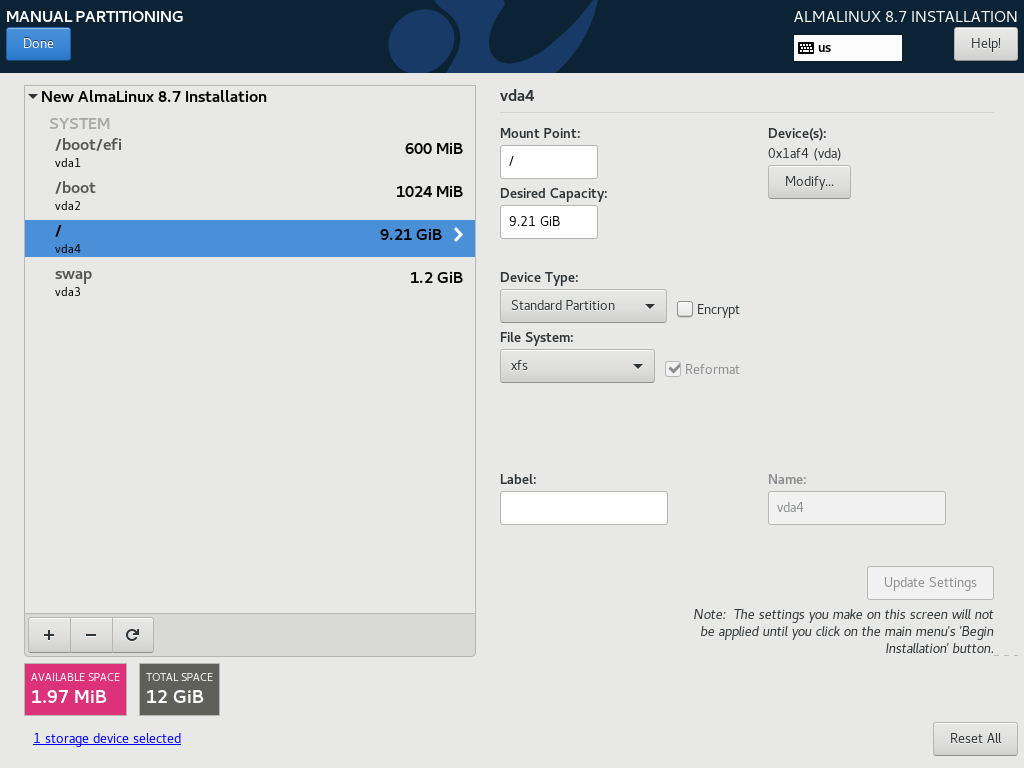 MANUAL PARTITIONING
ALMALINUX 8.7 INSTALLATION
Done
us
Help!
New AlmaLinux 8.7 Installation
SYSTEM
/boot/efi
600 MiB
vda1
/boot
1024 MiB
vda2
/
9.21 GiB
vda4
swap
1.2 GiB
vda3
AVAILABLE SPACE
1.97 MiB
TOTAL SPACE
12 GiB
1 storage device selected
vda4
Mount Point:
/
Device(s):
0x1af4 (vda)
Modify...
Desired Capacity:
9.21 GiB
Device Type:
Standard Partition
Encrypt
File System:
xfs
Reformat
Label:
Name:
vda4
Update Settings
Note:  The settings you make on this screen will not
be applied until you click on the main menu's 'Begin
Installation' button.
Reset All